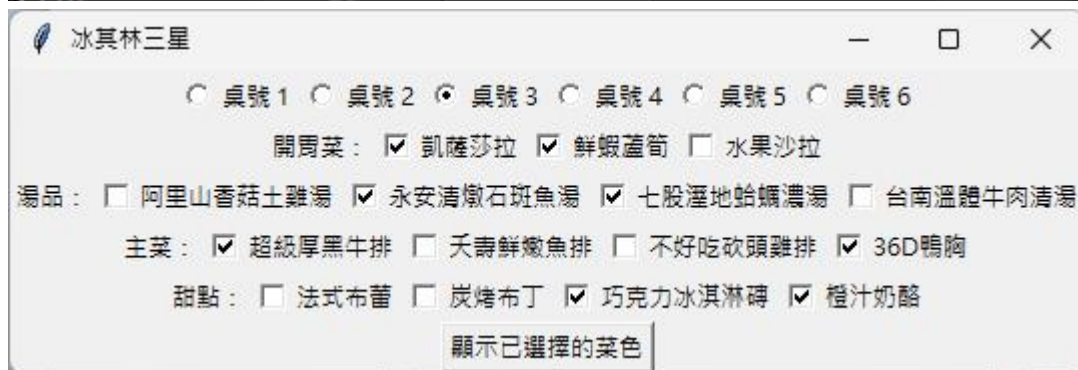 冰其林三星
桌號 1 桌號 2 桌號 3 桌號 4 桌號 5 桌號 6
開胃菜： 凱薩莎拉 鮮蝦蘆筍 水果沙拉
湯品： 阿里山香菇土雞湯 永安清燉石斑魚湯 七股溼地蛤蠣濃湯 台南溫體牛肉清湯
主菜： 超級厚黑牛排 夭壽鮮嫩魚排 不好吃砍頭雞排 36D鴨胸
甜點： 法式布蕾 炭烤布丁 巧克力冰淇淋磚 橙汁奶酪
顯示已選擇的菜色